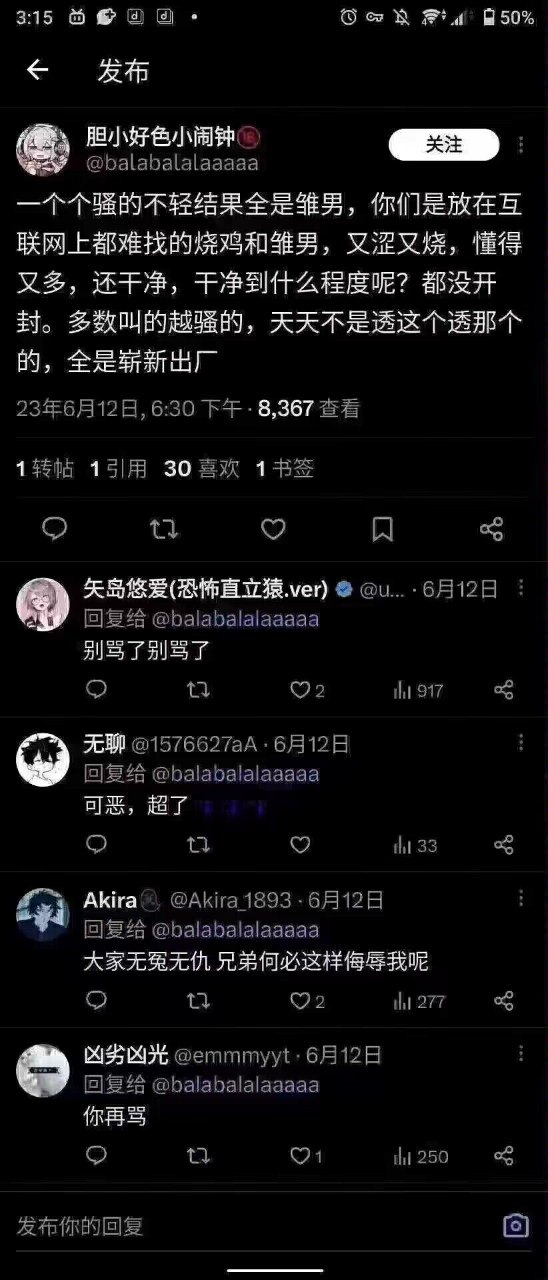 3:15
50%
发布
胆小好色小闹钟🔞
@balabalalaaaaa
关注
一个个骚的不轻结果全是雏男，你们是放在互
联网上都难找的烧鸡和雏男，又涩又烧，懂得
又多，还干净，干净到什么程度呢？都没开
封。多数叫的越骚的，天天不是透这个透那个
的，全是崭新出厂
23年6月12日, 6:30 下午 · 8,367 查看
1 转帖 1 引用 30 喜欢 1 书签
矢岛悠爱(恐怖直立猿.ver) @u... · 6月12日
回复给 @balabalalaaaaa
别骂了别骂了
2 917
无聊 @1576627aA · 6月12日
回复给 @balabalalaaaaa
可恶，超了
33
Akira @Akira_1893 · 6月12日
回复给 @balabalalaaaaa
大家无冤无仇 兄弟何必这样侮辱我呢
2 277
凶劣凶光 @emmmyyt · 6月12日
回复给 @balabalalaaaaa
你再骂
1 250
发布你的回复